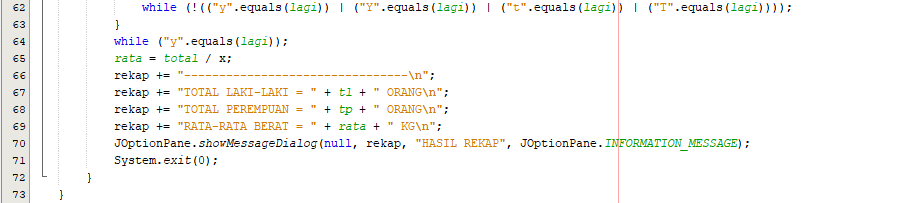 62 while (!(("y".equals(lagi)) | ("Y".equals(lagi)) | ("t".equals(lagi)) | ("T".equals(lagi))));
63 }
64 while ("y".equals(lagi));
65 rata = total / x;
66 rekap += "--------------------------------\n";
67 rekap += "TOTAL LAKI-LAKI = " + tl + " ORANG\n";
68 rekap += "TOTAL PEREMPUAN = " + tp + " ORANG\n";
69 rekap += "RATA-RATA BERAT = " + rata + " KG\n";
70 JOptionPane.showMessageDialog(null, rekap, "HASIL REKAP", JOptionPane.INFORMATION_MESSAGE);
71 System.exit(0);
72 }
73 }